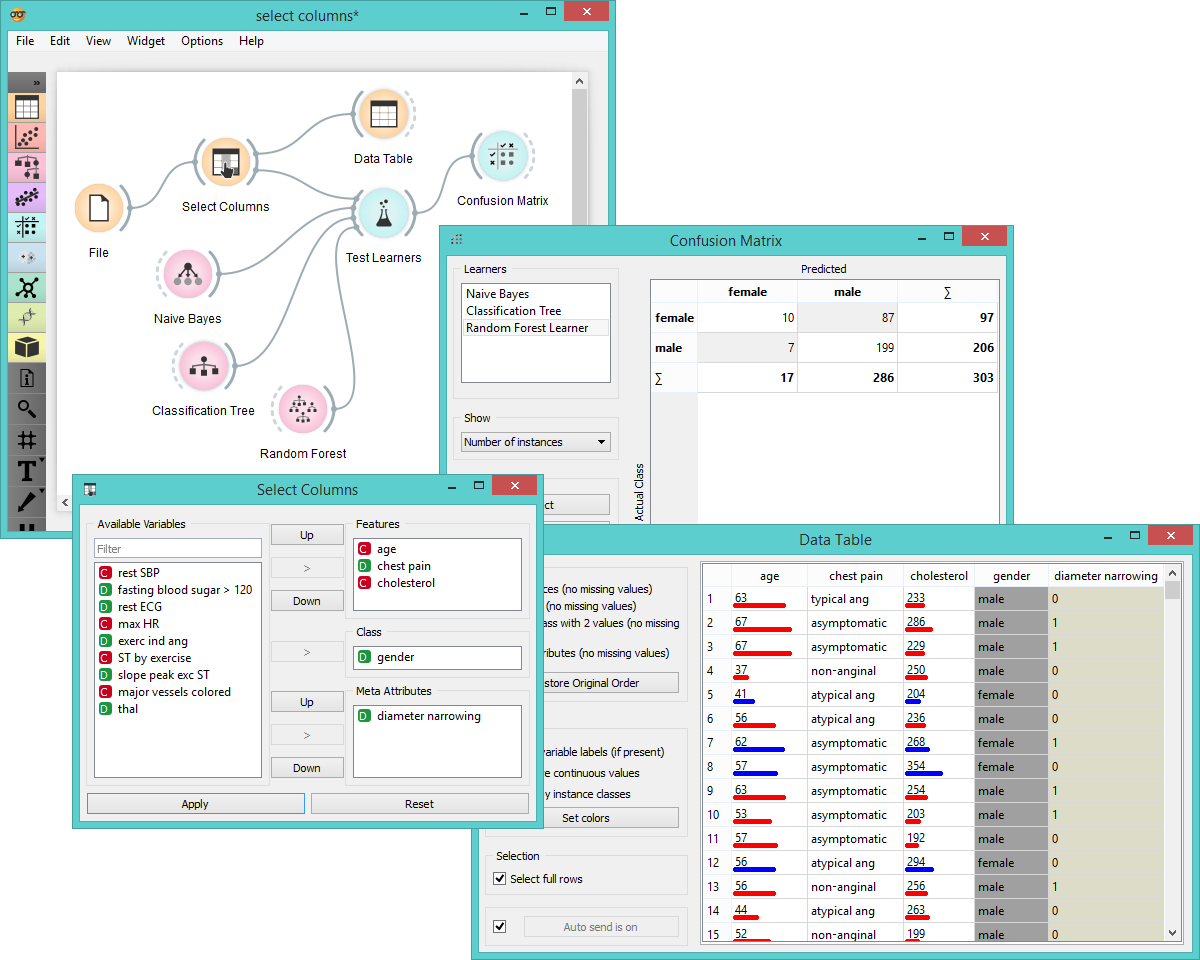 select columns*
File Edit View Widget Options Help
»
Data Table
Select Columns
Confusion Matrix
File
Test Learners
Naive Bayes
Classification Tree
Random Forest
Confusion Matrix
Learners
Naive Bayes
Classification Tree
Random Forest Learner
Show
Number of instances
ct
Predicted
female male ∑
female 10 87 97
male 7 199 206
∑ 17 286 303
Actual Class
Select Columns
Available Variables
Filter
C rest SBP
D fasting blood sugar > 120
D rest ECG
C max HR
D exerc ind ang
C ST by exercise
D slope peak exc ST
C major vessels colored
D thal
Up
>
Down
>
Up
>
Down
Features
C age
D chest pain
C cholesterol
Class
D gender
Meta Attributes
D diameter narrowing
Apply Reset
Data Table
ces (no missing values)
(no missing values)
ass with 2 values (no missing
ributes (no missing values)
store Original Order
variable labels (if present)
e continuous values
y instance classes
Set colors
Selection
Select full rows
Auto send is on
age chest pain cholesterol gender diameter narrowing
1 63 typical ang 233 male 0
2 67 asymptomatic 286 male 1
3 67 asymptomatic 229 male 1
4 37 non-anginal 250 male 0
5 41 atypical ang 204 female 0
6 56 atypical ang 236 male 0
7 62 asymptomatic 268 female 1
8 57 asymptomatic 354 female 0
9 63 asymptomatic 254 male 1
10 53 asymptomatic 203 male 1
11 57 asymptomatic 192 male 0
12 56 atypical ang 294 female 0
13 56 non-anginal 256 male 1
14 44 atypical ang 263 male 0
15 52 non-anginal 199 male 0